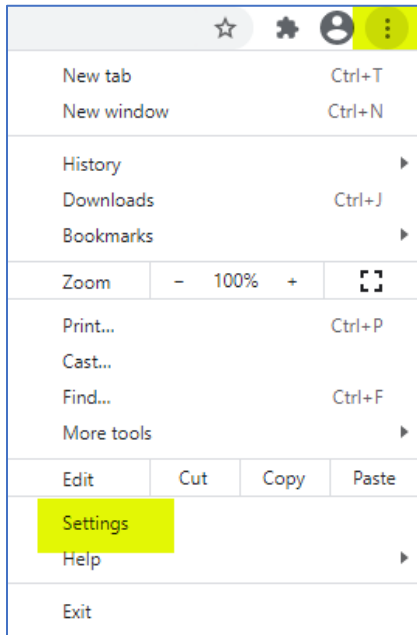 New tab Ctrl+T
New window Ctrl+N
History
Downloads Ctrl+J
Bookmarks
Zoom - 100% +
Print... Ctrl+P
Cast...
Find... Ctrl+F
More tools
Edit Cut Copy Paste
Settings
Help
Exit